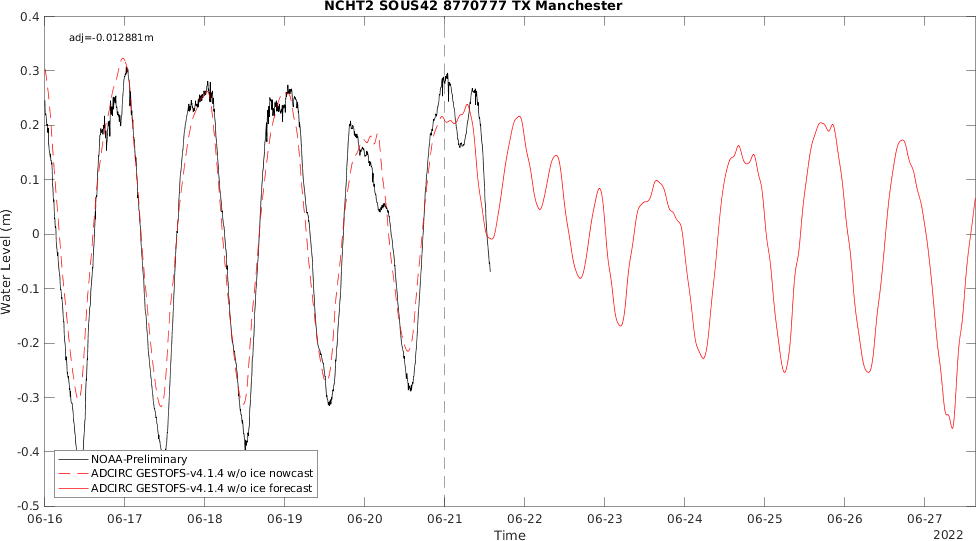 NCHT2 SOUS42 8770777 TX Manchester
adj=-0.012881m
0.4
0.3
0.2
0.1
0
-0.1
-0.2
-0.3
-0.4
-0.5
Water Level (m)
NOAA-Preliminary
ADCIRC GESTOFS-v4.1.4 w/o ice nowcast
ADCIRC GESTOFS-v4.1.4 w/o ice forecast
06-16 06-17 06-18 06-19 06-20 06-21 06-22 06-23 06-24 06-25 06-26 06-27
Time
2022